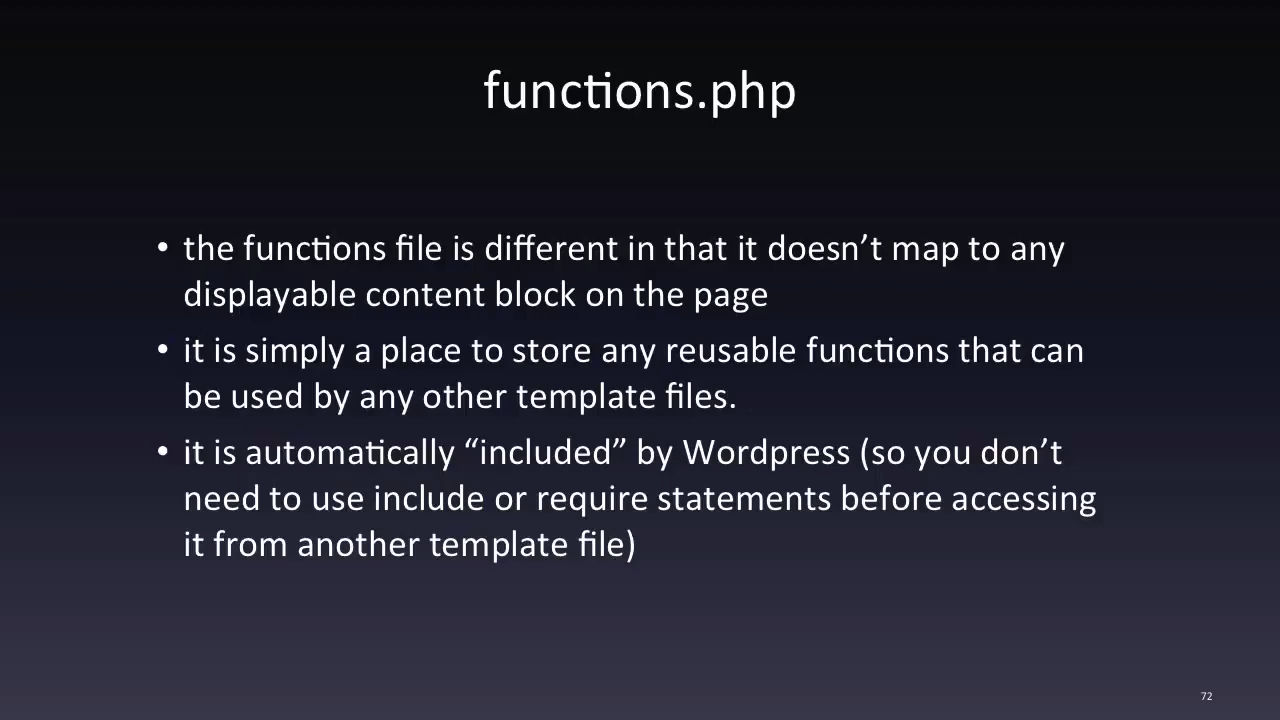 functions.php
• the functions file is different in that it doesn’t map to any
displayable content block on the page
• it is simply a place to store any reusable functions that can
be used by any other template files.
• it is automatically “included” by Wordpress (so you don’t
need to use include or require statements before accessing
it from another template file)
72